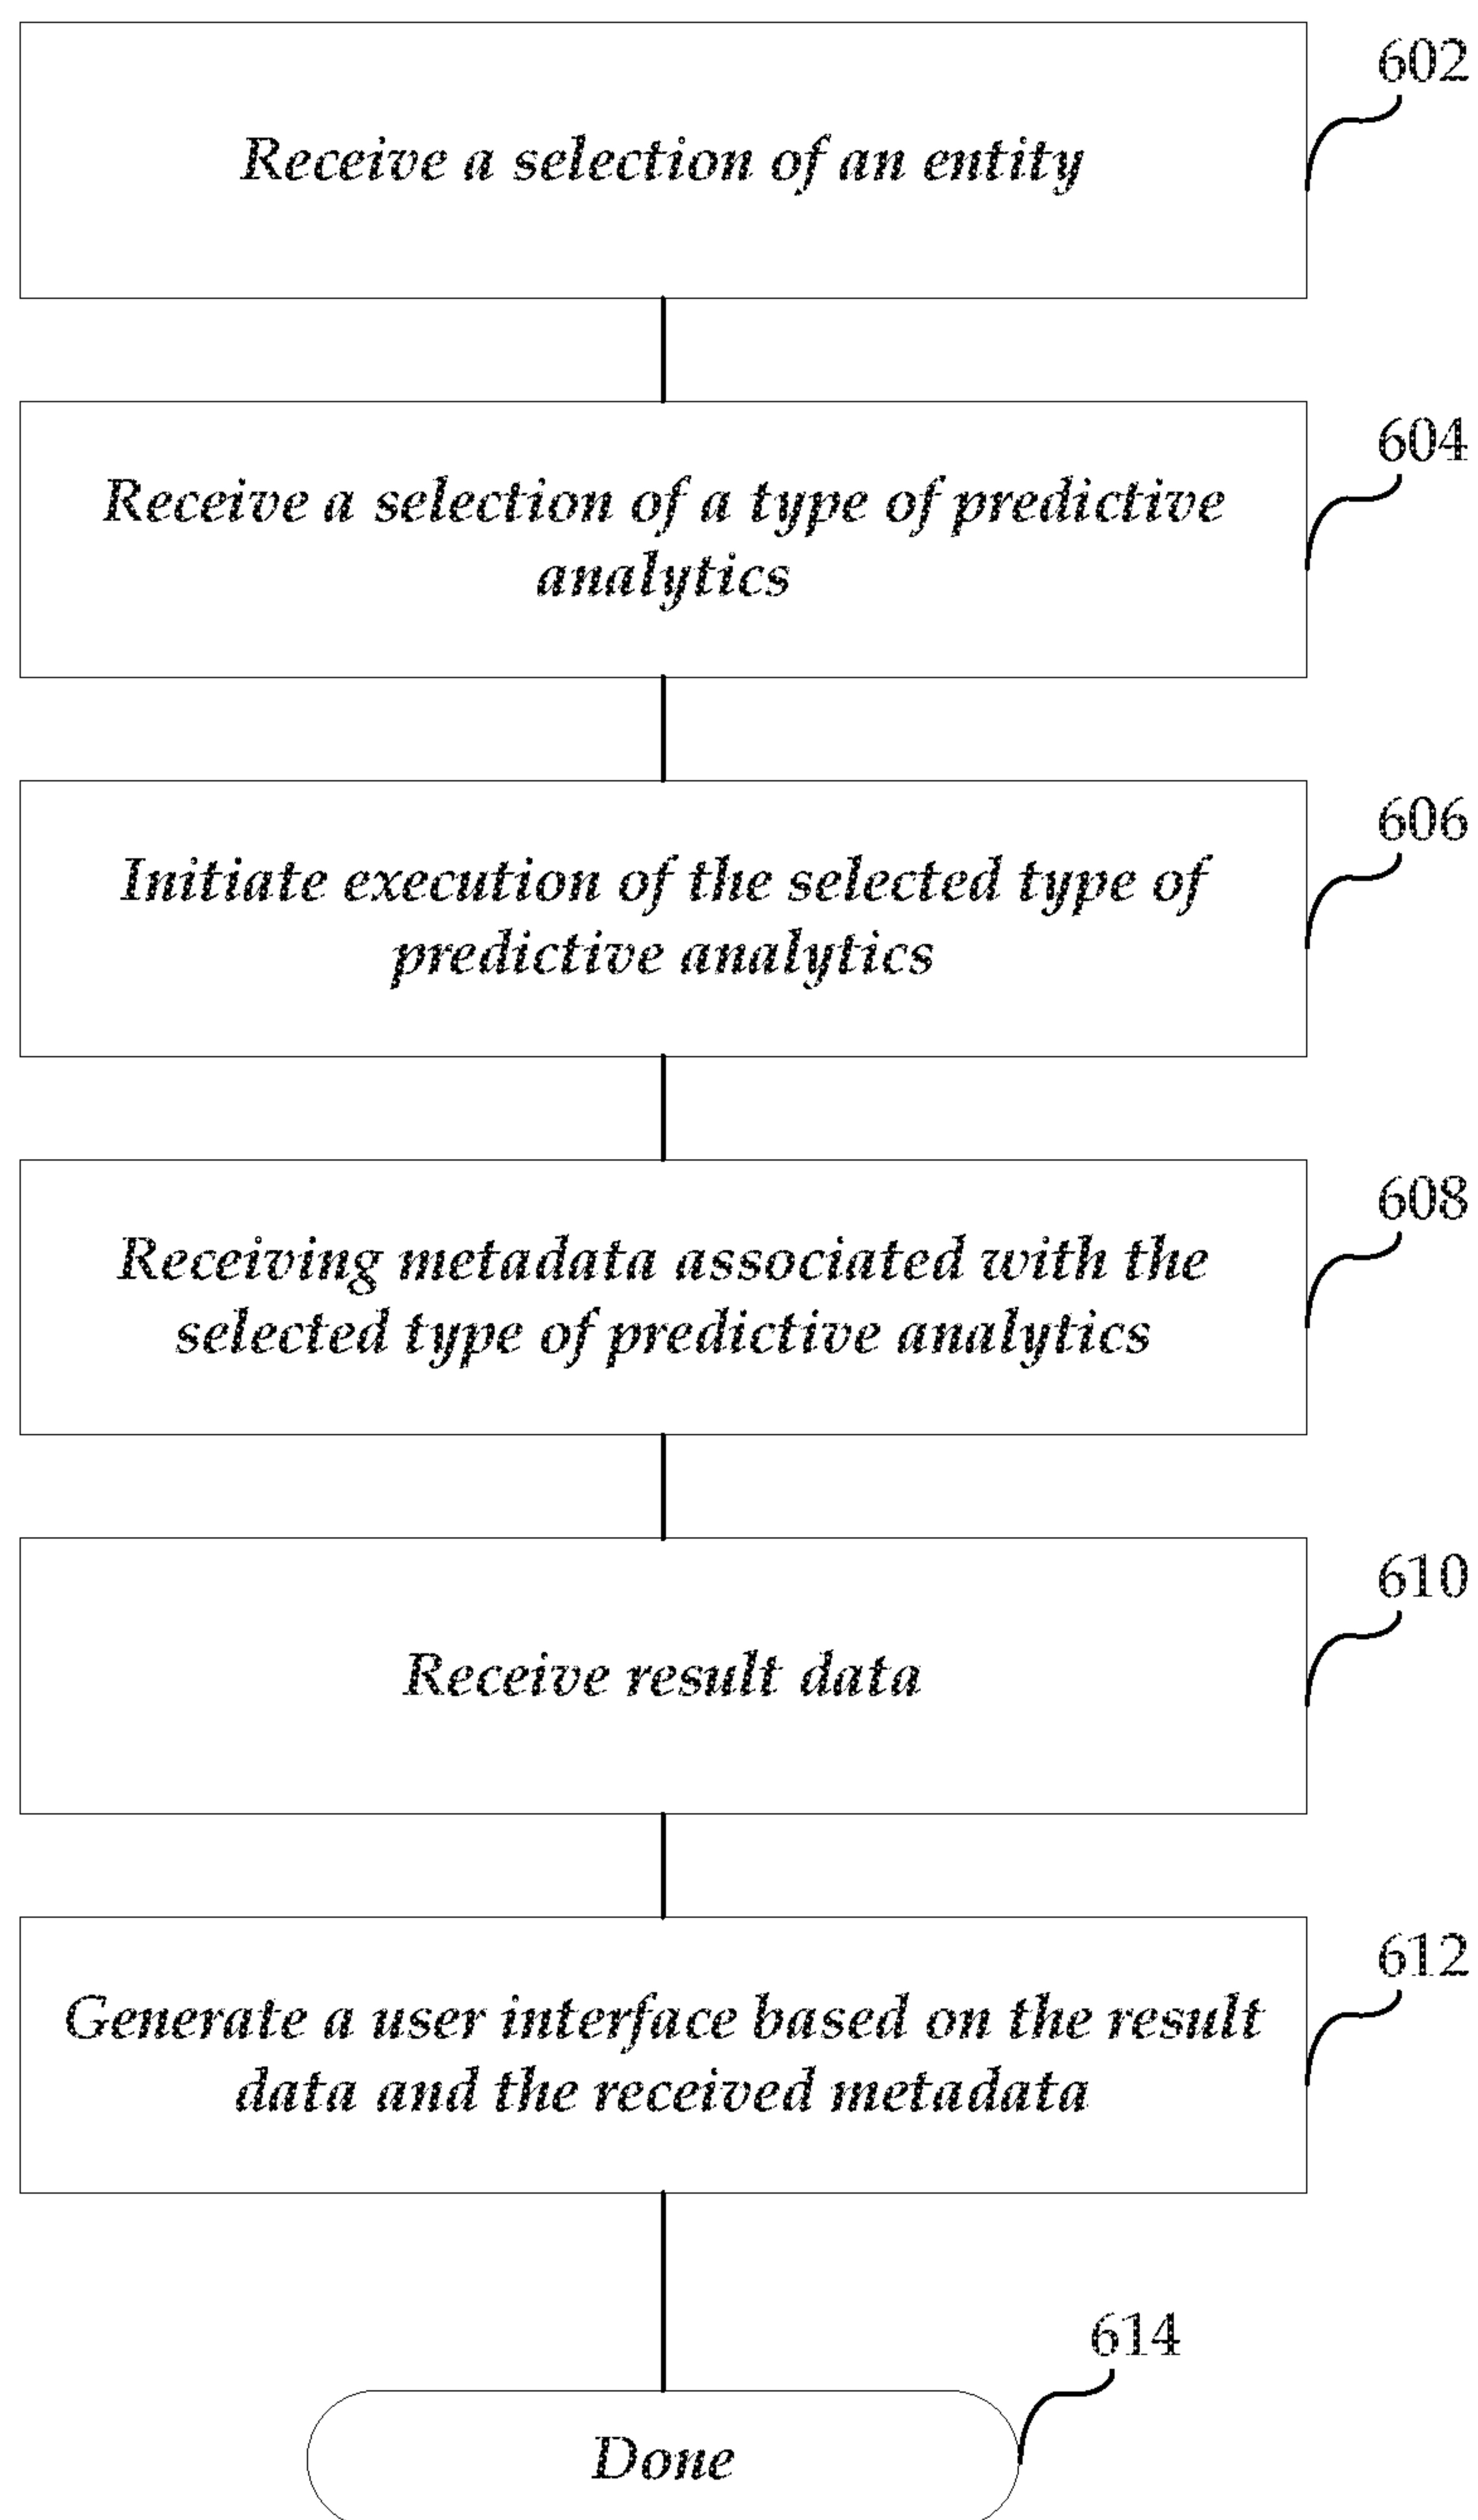 602
Receive a selection of an entity
604
Receive a selection of a type of predictive
analytics
606
Initiate execution of the selected type of
predictive analytics
608
Receiving metadata associated with the
selected type of predictive analytics
610
Receive result data
612
Generate a user interface based on the result
data and the received metadata
614
Done